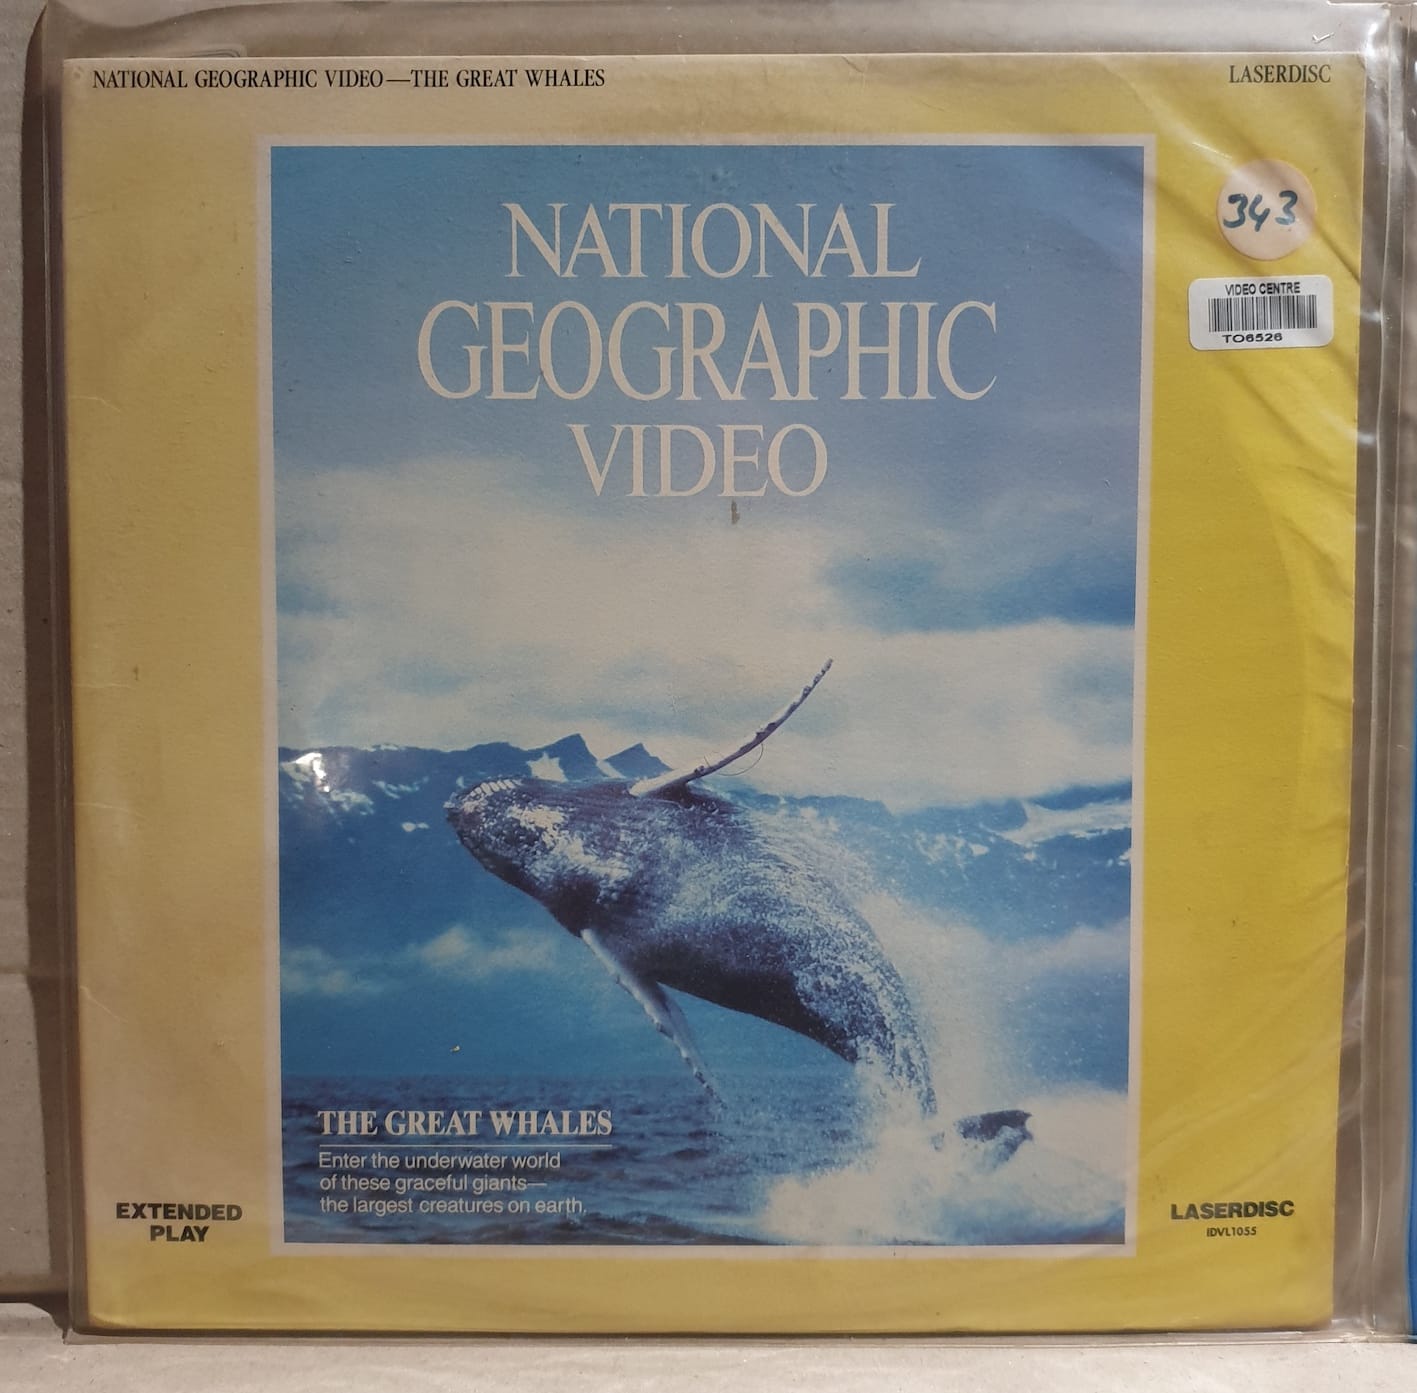 NATIONAL GEOGRAPHIC VIDEO—THE GREAT WHALES
LASERDISC
343
VIDEO CENTRE
TO6526
NATIONAL
GEOGRAPHIC
VIDEO
THE GREAT WHALES
Enter the underwater world
of these graceful giants—
the largest creatures on earth.
EXTENDED
PLAY
LASERDISC
IDVL1055